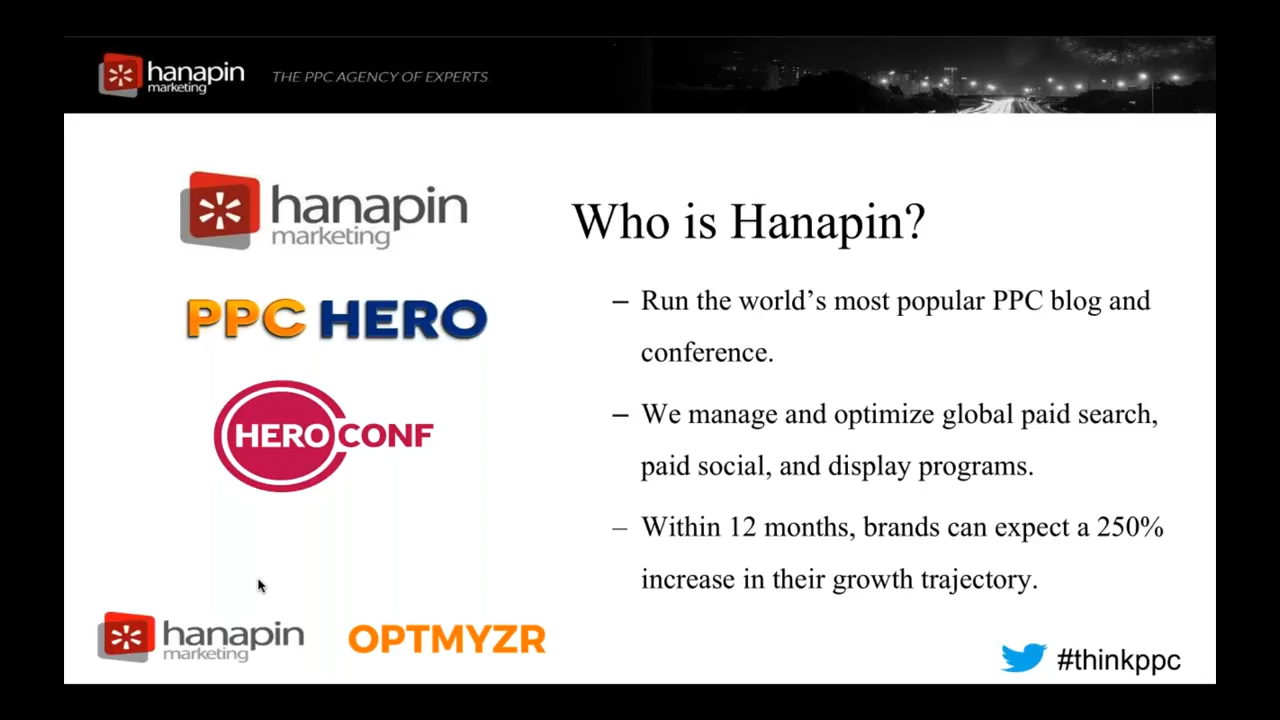 hanapin
marketing
THE PPC AGENCY OF EXPERTS
hanapin
marketing
PPC HERO
HEROCONF
Who is Hanapin?
– Run the world’s most popular PPC blog and
conference.
– We manage and optimize global paid search,
paid social, and display programs.
– Within 12 months, brands can expect a 250%
increase in their growth trajectory.
hanapin
marketing
OPTMYZR
#thinkppc